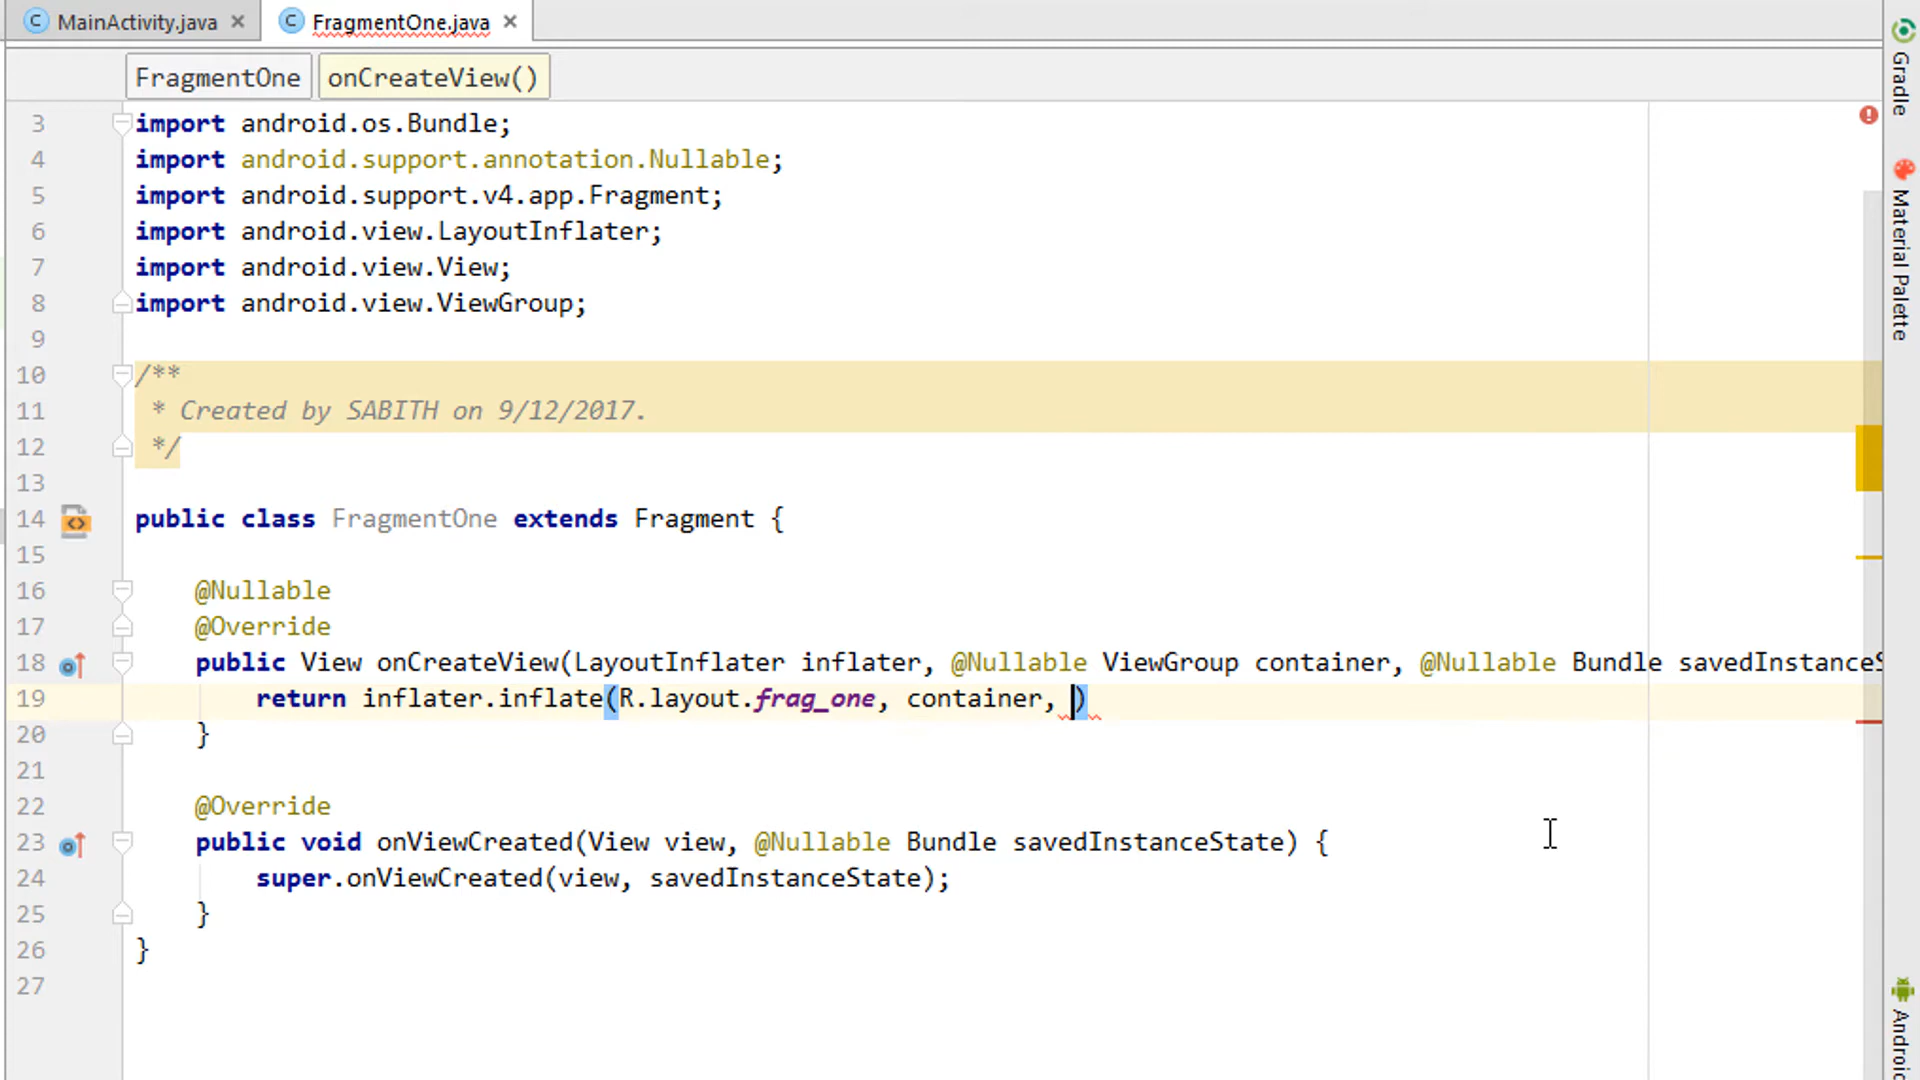 MainActivity.java
FragmentOne.java
FragmentOne
onCreateView()
3 import android.os.Bundle;
4 import android.support.annotation.Nullable;
5 import android.support.v4.app.Fragment;
6 import android.view.LayoutInflater;
7 import android.view.View;
8 import android.view.ViewGroup;
9
10 /**
11 * Created by SABITH on 9/12/2017.
12 */
13
14 public class FragmentOne extends Fragment {
15
16 @Nullable
17 @Override
18 public View onCreateView(LayoutInflater inflater, @Nullable ViewGroup container, @Nullable Bundle savedInstanceS
19 return inflater.inflate(R.layout.frag_one, container, )
20 }
21
22 @Override
23 public void onViewCreated(View view, @Nullable Bundle savedInstanceState) {
24 super.onViewCreated(view, savedInstanceState);
25 }
26 }
27
Gradle
Material Palette
Androi